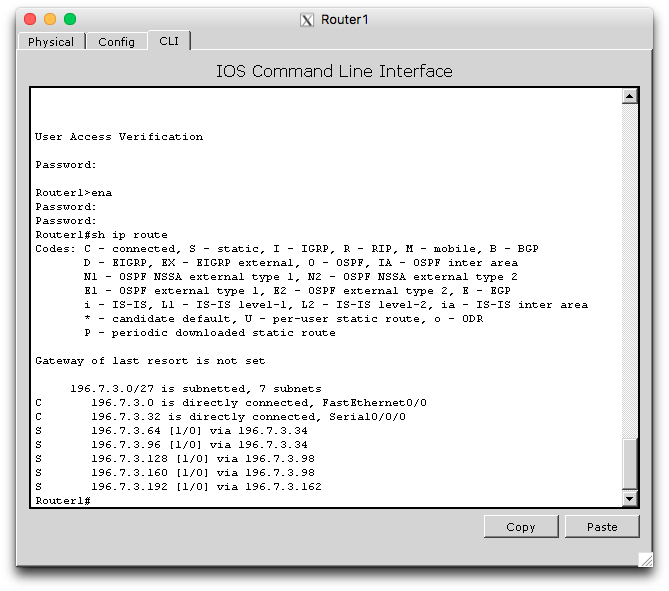 Router1
Physical Config CLI
IOS Command Line Interface
User Access Verification
Password:
Router1>ena
Password:
Password:
Router1#sh ip route
Codes: C - connected, S - static, I - IGRP, R - RIP, M - mobile, B - BGP
D - EIGRP, EX - EIGRP external, O - OSPF, IA - OSPF inter area
N1 - OSPF NSSA external type 1, N2 - OSPF NSSA external type 2
E1 - OSPF external type 1, E2 - OSPF external type 2, E - EGP
i - IS-IS, L1 - IS-IS level-1, L2 - IS-IS level-2, ia - IS-IS inter area
* - candidate default, U - per-user static route, o - ODR
P - periodic downloaded static route
Gateway of last resort is not set
196.7.3.0/27 is subnetted, 7 subnets
C 196.7.3.0 is directly connected, FastEthernet0/0
C 196.7.3.32 is directly connected, Serial0/0/0
S 196.7.3.64 [1/0] via 196.7.3.34
S 196.7.3.96 [1/0] via 196.7.3.34
S 196.7.3.128 [1/0] via 196.7.3.98
S 196.7.3.160 [1/0] via 196.7.3.98
S 196.7.3.192 [1/0] via 196.7.3.162
Router1#
Copy Paste